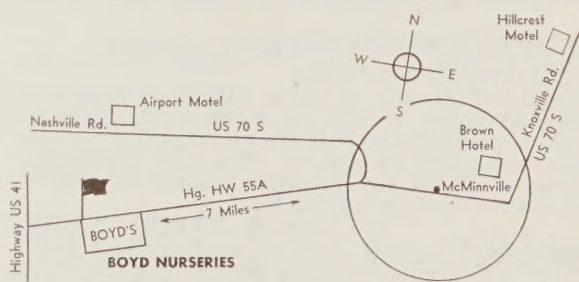 N
W
E
S
Hillcrest
Motel
Airport Motel
Nashville Rd.
US 70 S
Knoxville Rd.
US 70 S
Brown
Hotel
McMinnville
Hg. HW 55A
7 Miles
Highway US 41
BOYD'S
BOYD NURSERIES